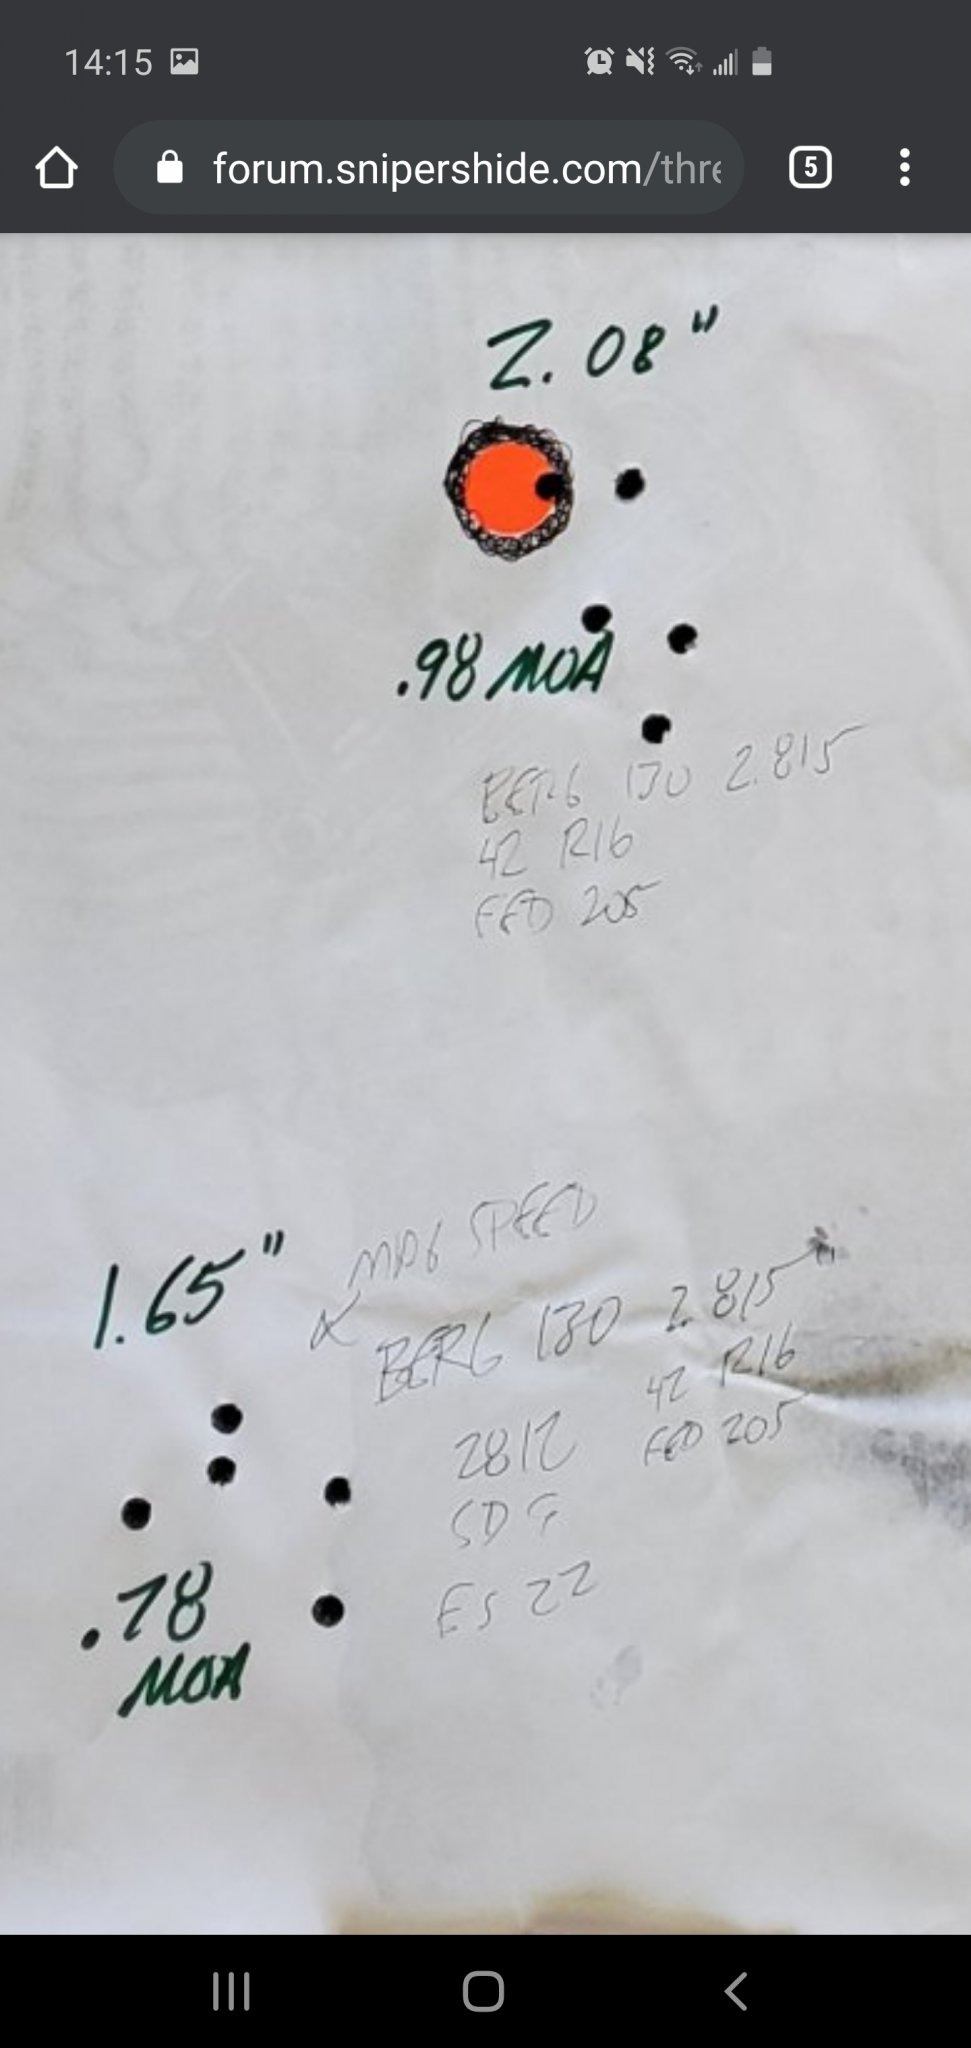 14:15
forum.snipershide.com/thre
5
2.08"
.98 MOA
BERG 130 2.815
42 R16
FED 205
1.65"
MAG SPEED
BERG 130 2.815"
42 R16
2812
FED 205
SD 9
ES 22
.78
MOA